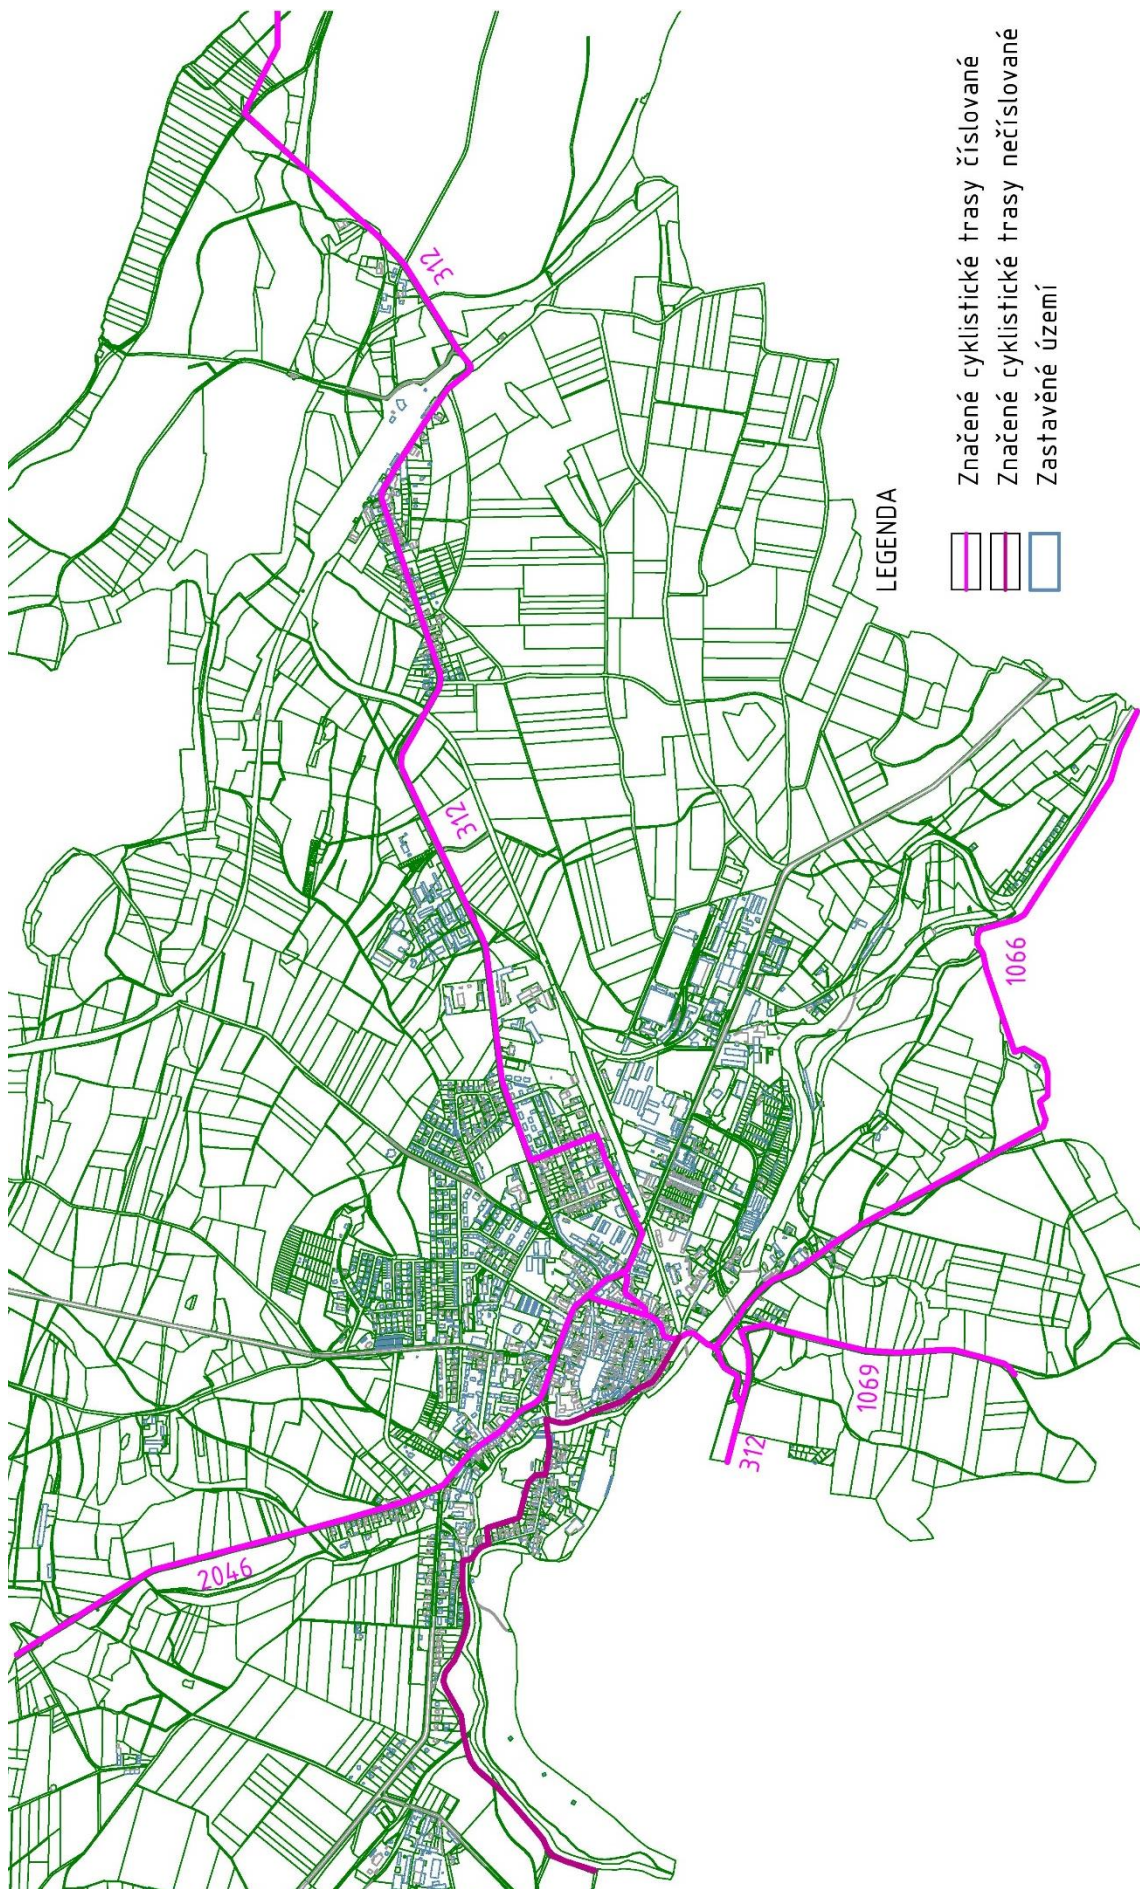 312
312
2046
1066
1069
312
LEGENDA
Značené cyklistické trasy číslované
Značené cyklistické trasy nečíslované
Zastavěné území